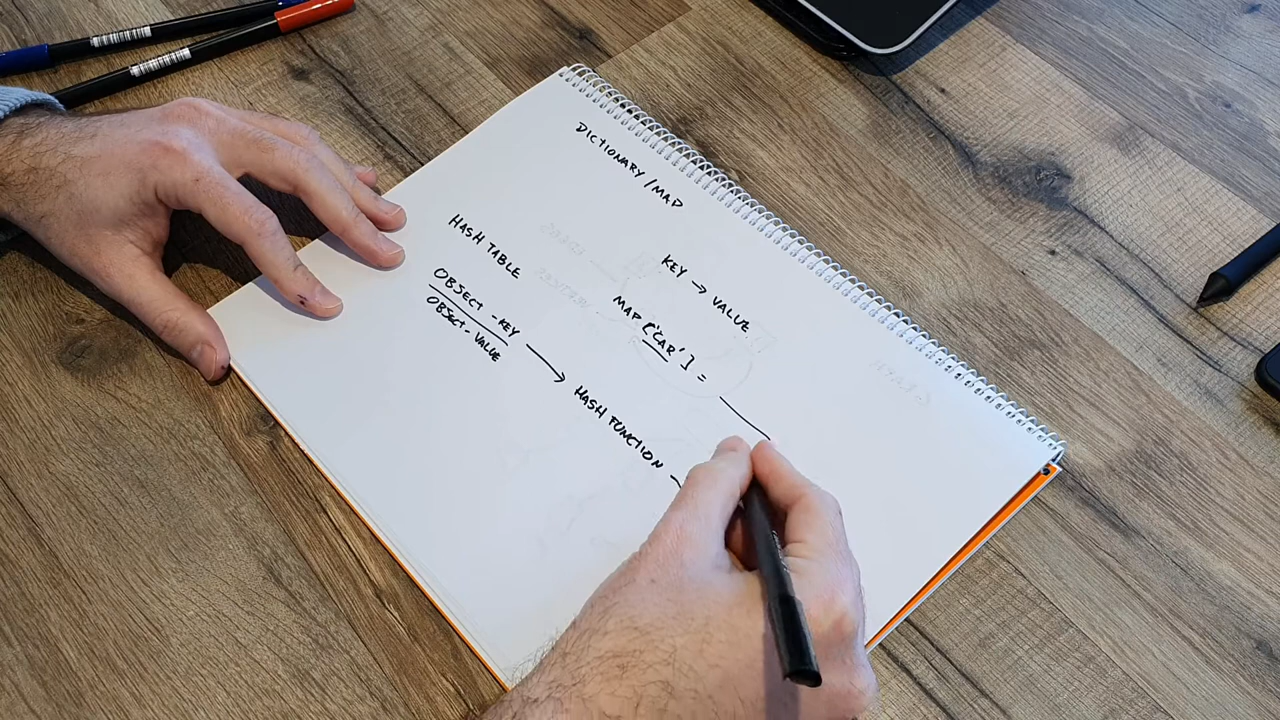 DICTIONARY / MAP
HASH TABLE
KEY → VALUE
OBJECT - KEY
OBJECT - VALUE
MAP ['CAR'] =
HASH FUNCTION